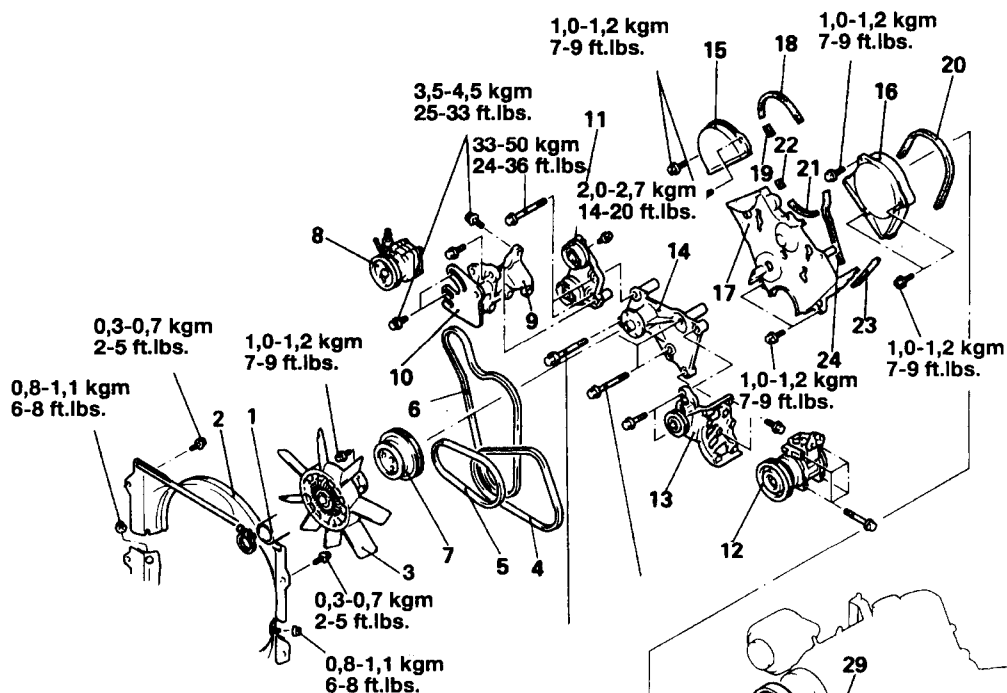 1,0-1,2 kgm
7-9 ft.lbs.
15
18
1,0-1,2 kgm
7-9 ft.lbs.
20
16
3,5-4,5 kgm
25-33 ft.lbs.
11
33-50 kgm
24-36 ft.lbs.
22
19
21
2,0-2,7 kgm
14-20 ft.lbs.
8
14
17
9
23
0,3-0,7 kgm
2-5 ft.lbs.
1,0-1,2 kgm
7-9 ft.lbs.
10
24
1,0-1,2 kgm
7-9 ft.lbs.
1,0-1,2 kgm
7-9 ft.lbs.
0,8-1,1 kgm
6-8 ft.lbs.
2
1
6
13
12
7
5
4
3
0,3-0,7 kgm
2-5 ft.lbs.
0,8-1,1 kgm
6-8 ft.lbs.
29